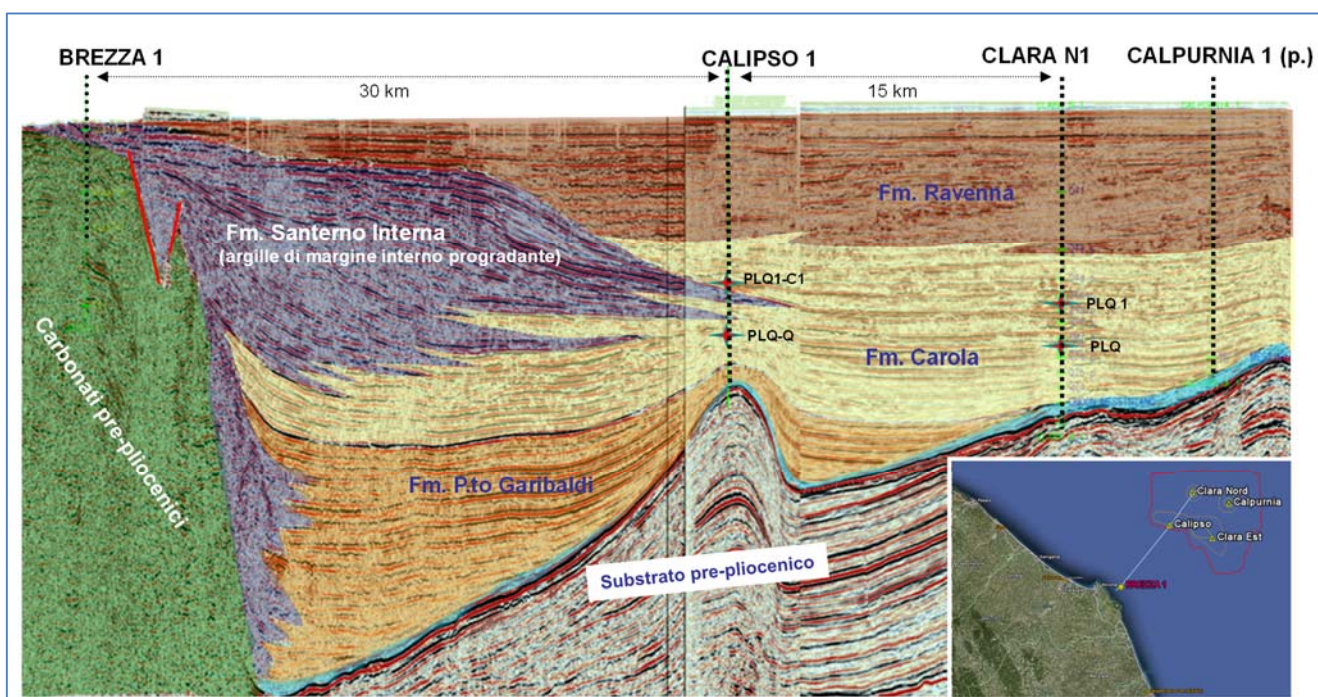 BREZZA 1
CALIPSO 1
CLARA N1
CALPURNIA 1 (p.)
30 km
15 km
Fm. Ravenna
Fm. Santerno Interna
(argille di margine interno progradante)
PLQ1-C1
PLQ 1
PLQ-Q
PLQ
Fm. Carola
Carbonati pre-pliocenici
Fm. P.to Garibaldi
Substrato pre-pliocenico
Clara Nord
Calpurnia
Calipso
Clara Est
BREZZA 1